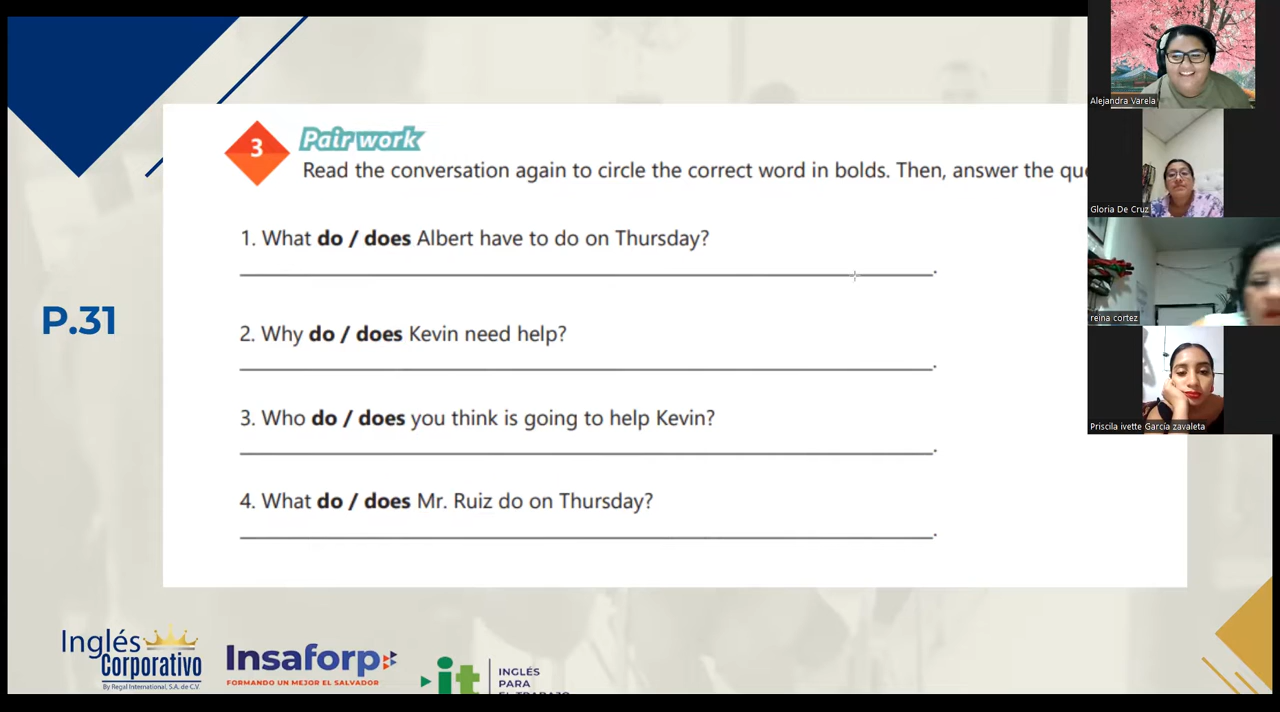 3
Pair work
Read the conversation again to circle the correct word in bolds. Then, answer the
1. What do / does Albert have to do on Thursday?
2. Why do / does Kevin need help?
3. Who do / does you think is going to help Kevin?
4. What do / does Mr. Ruiz do on Thursday?
P.31
Inglés
Corporativo
By Regal International, S.A. de C.V.
Insaforp
FORMANDO UN MEJOR EL SALVADOR
it
INGLÉS
PARA
EL TRABAJO
Alejandra Varela
Gloria De Cruz
reina cortez
Priscila ivette García zavaleta